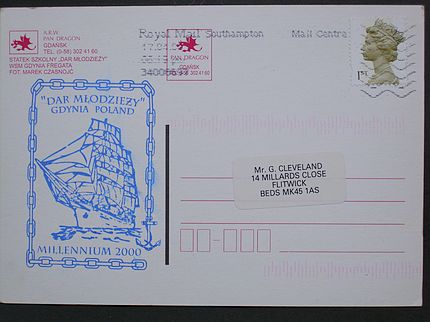 A.R.W.
PAN DRAGON
GDAŃSK
TEL. (0-58) 302 41 60
STATEK SZKOLNY „DAR MŁODZIEŻY"
WSM GDYNIA FREGATA
FOT. MAREK CZASNOJĆ
PAN DRAGON
GDAŃSK
Royal Mail Southampton
Mail Centre
1ST
"DAR MŁODZIEŻY"
GDYNIA POLAND
MILLENNIUM 2000
Mr. G. CLEVELAND
14 MILLARDS CLOSE
FLITWICK
BEDS MK45 1AS